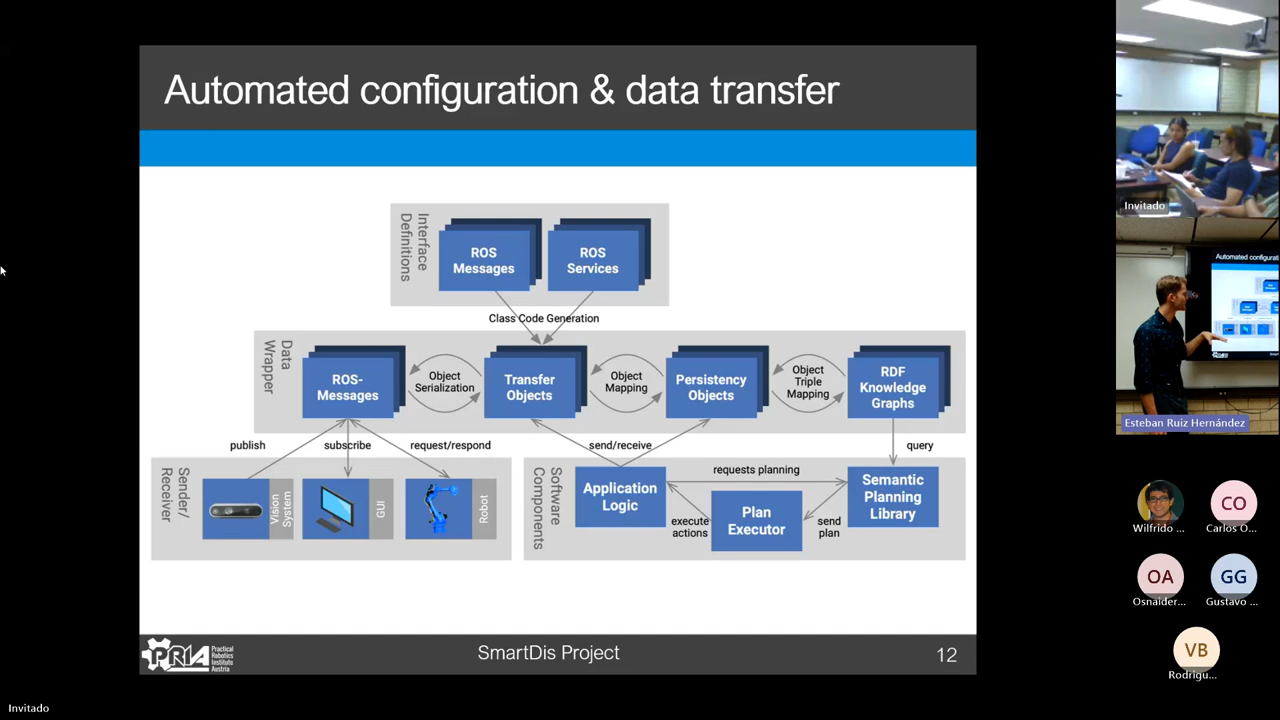 Automated configuration & data transfer
Interface
Definitions
ROS
Messages
ROS
Services
Class Code Generation
Data
Wrapper
ROS-
Messages
Object
Serialization
Transfer
Objects
Object
Mapping
Persistency
Objects
Object
Triple
Mapping
RDF
Knowledge
Graphs
publish
subscribe
request/respond
send/receive
query
Sender/
Receiver
Vision
System
GUI
Robot
Software
Components
Application
Logic
requests planning
Semantic
Planning
Library
Plan
Executor
execute
actions
send
plan
PRIA
Practical
Robotics
Institute
Austria
SmartDis Project
12
Invitado
Automated configura
Esteban Ruiz Hernández
Wilfrido ...
CO
Carlos O...
OA
Osnaider...
GG
Gustavo ...
VB
Rodrigu...
Invitado